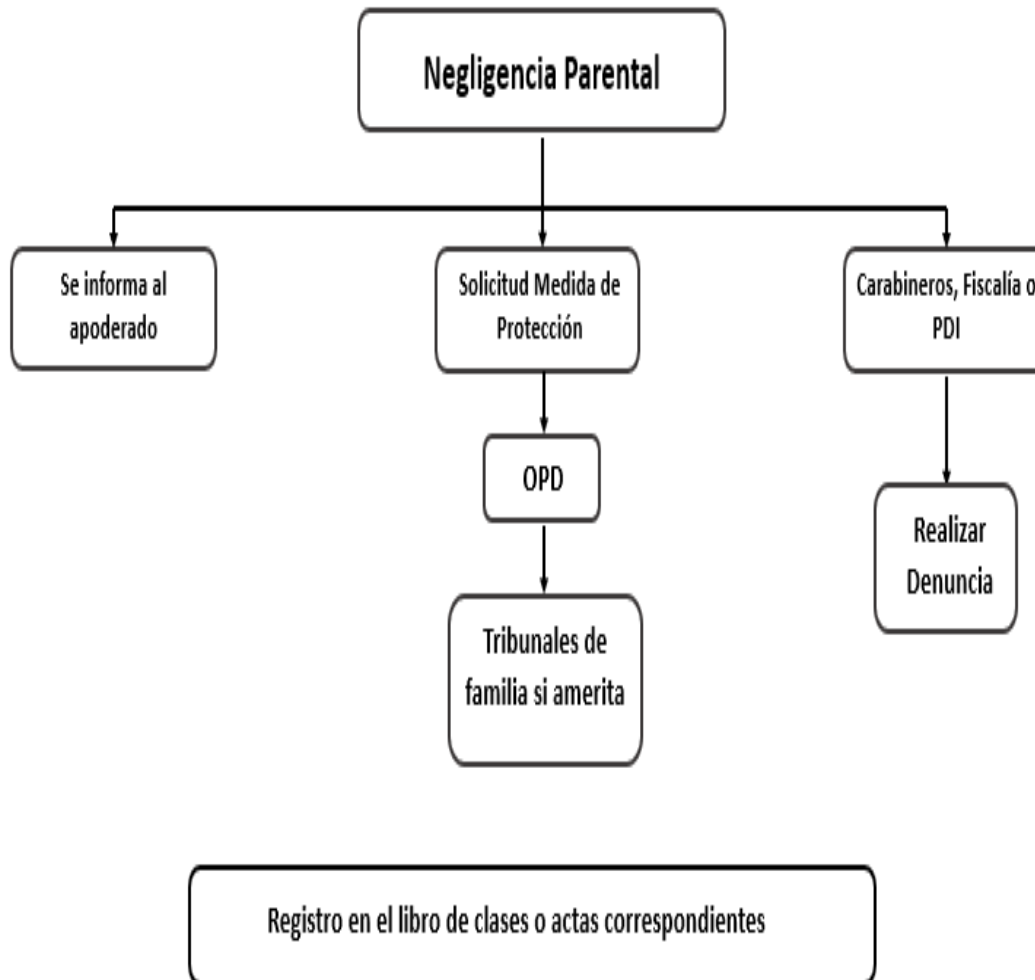 Negligencia Parental
Se informa al
apoderado
Solicitud Medida de
Protección
Carabineros, Fiscalía o
PDI
OPD
Realizar
Denuncia
Tribunales de
familia si amerita
Registro en el libro de clases o actas correspondientes